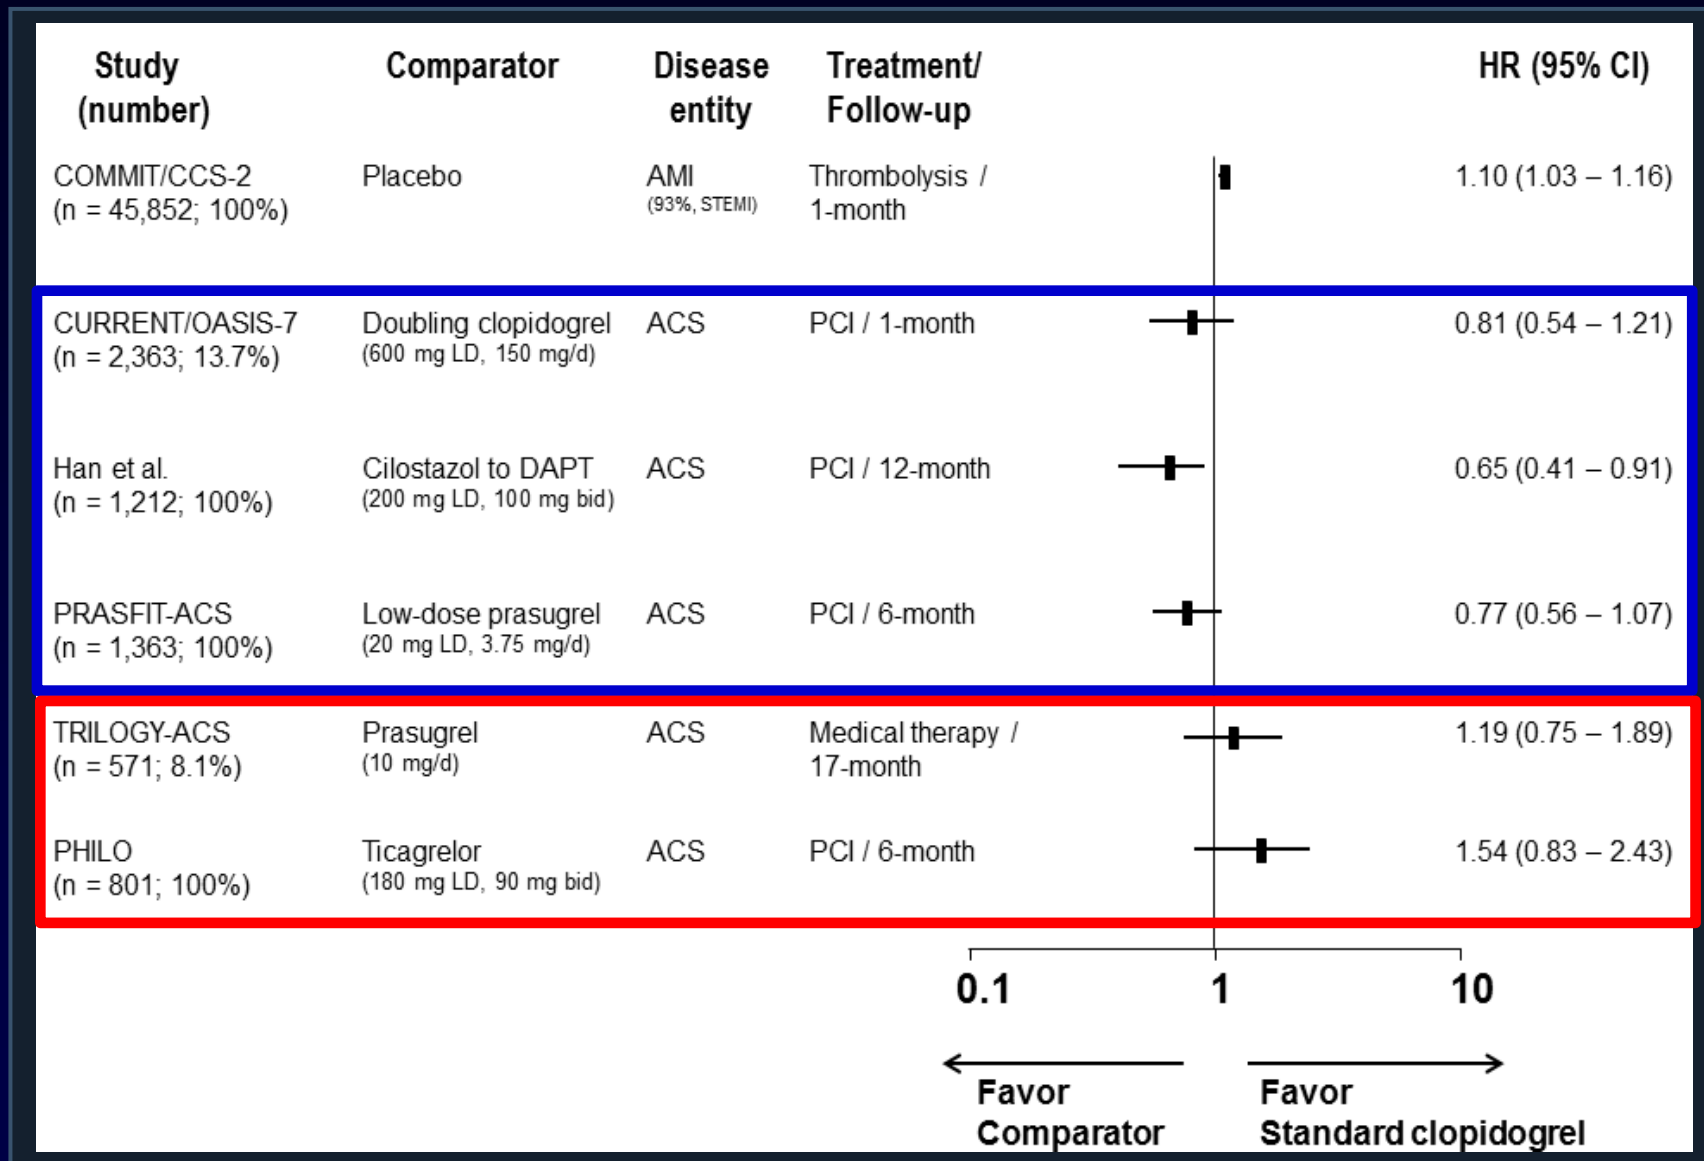 Study Comparator Disease Treatment/ HR (95% CI)
(number) entity Follow-up
COMMIT/CCS-2 Placebo AMI Thrombolysis / 1.10 (1.03 – 1.16)
(n = 45,852; 100%) (93%, STEMI) 1-month
CURRENT/OASIS-7 Doubling clopidogrel ACS PCI / 1-month 0.81 (0.54 – 1.21)
(n = 2,363; 13.7%) (600 mg LD, 150 mg/d)
Han et al. Cilostazol to DAPT ACS PCI / 12-month 0.65 (0.41 – 0.91)
(n = 1,212; 100%) (200 mg LD, 100 mg bid)
PRASFIT-ACS Low-dose prasugrel ACS PCI / 6-month 0.77 (0.56 – 1.07)
(n = 1,363; 100%) (20 mg LD, 3.75 mg/d)
TRILOGY-ACS Prasugrel ACS Medical therapy / 1.19 (0.75 – 1.89)
(n = 571; 8.1%) (10 mg/d) 17-month
PHILO Ticagrelor ACS PCI / 6-month 1.54 (0.83 – 2.43)
(n = 801; 100%) (180 mg LD, 90 mg bid)
0.1 1 10
Favor Favor
Comparator Standard clopidogrel